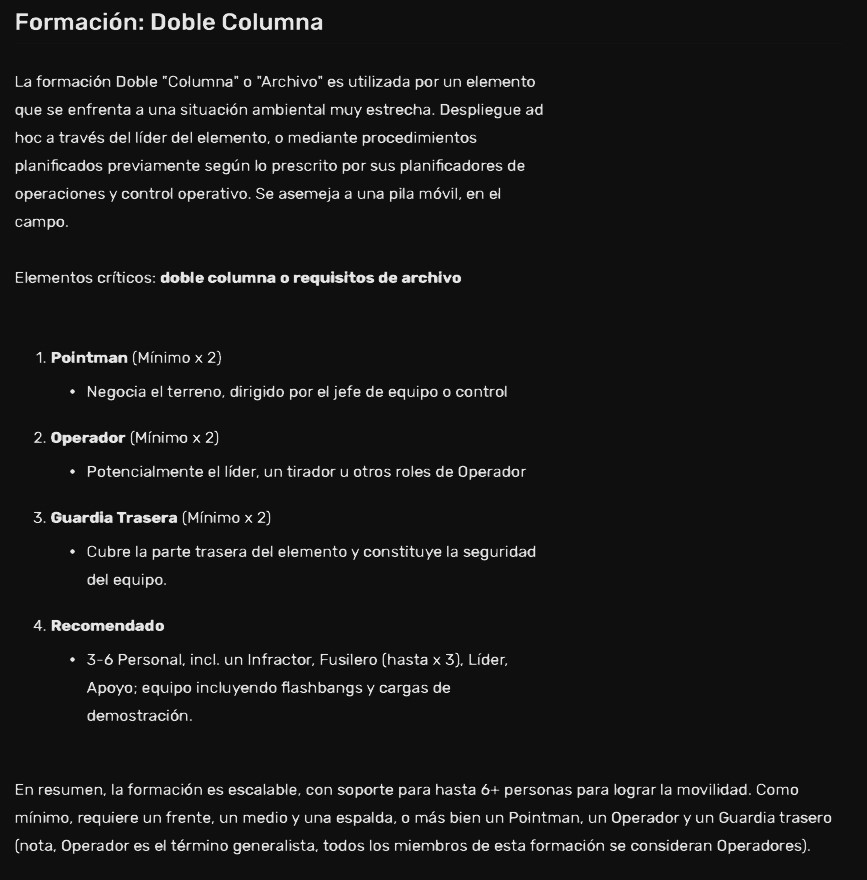 Formación: Doble Columna
La formación Doble "Columna" o "Archivo" es utilizada por un elemento
que se enfrenta a una situación ambiental muy estrecha. Despliegue ad
hoc a través del líder del elemento, o mediante procedimientos
planificados previamente según lo prescrito por sus planificadores de
operaciones y control operativo. Se asemeja a una pila móvil, en el
campo.
Elementos críticos: doble columna o requisitos de archivo
1. Pointman (Mínimo x 2)
• Negocia el terreno, dirigido por el jefe de equipo o control
2. Operador (Mínimo x 2)
• Potencialmente el líder, un tirador u otros roles de Operador
3. Guardia Trasera (Mínimo x 2)
• Cubre la parte trasera del elemento y constituye la seguridad
del equipo.
4. Recomendado
• 3-6 Personal, incl. un Infractor, Fusilero (hasta x 3), Líder,
Apoyo; equipo incluyendo flashbangs y cargas de
demostración.
En resumen, la formación es escalable, con soporte para hasta 6+ personas para lograr la movilidad. Como
mínimo, requiere un frente, un medio y una espalda, o más bien un Pointman, un Operador y un Guardia trasero
(nota, Operador es el término generalista, todos los miembros de esta formación se consideran Operadores).